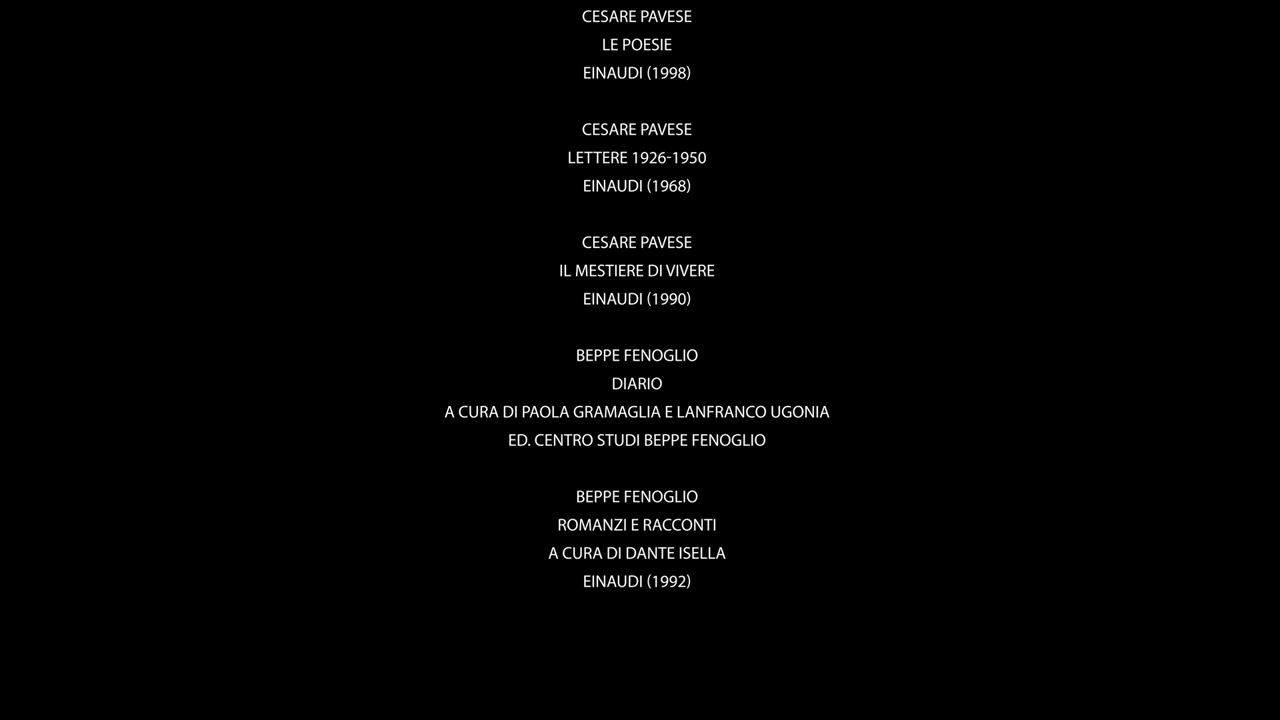 CESARE PAVESE
LE POESIE
EINAUDI (1998)
CESARE PAVESE
LETTERE 1926-1950
EINAUDI (1968)
CESARE PAVESE
IL MESTIERE DI VIVERE
EINAUDI (1990)
BEPPE FENOGLIO
DIARIO
A CURA DI PAOLA GRAMAGLIA E LANFRANCO UGONIA
ED. CENTRO STUDI BEPPE FENOGLIO
BEPPE FENOGLIO
ROMANZI E RACCONTI
A CURA DI DANTE ISELLA
EINAUDI (1992)